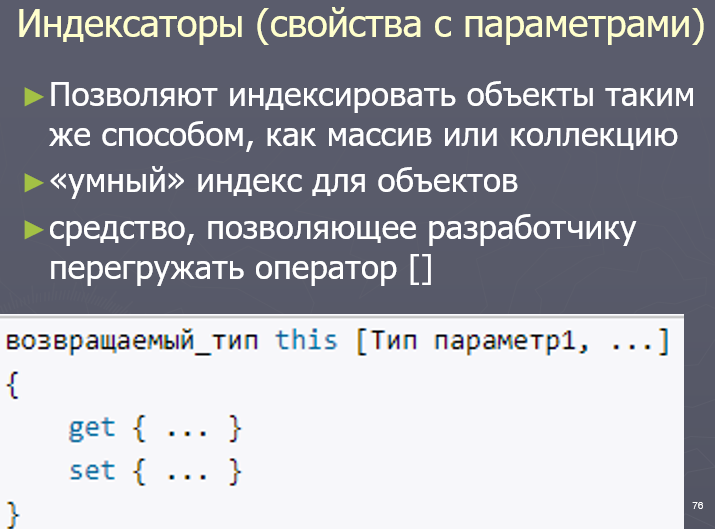 Индексаторы (свойства с параметрами)
►Позволяют индексировать объекты таким
же способом, как массив или коллекцию
►«умный» индекс для объектов
►средство, позволяющее разработчику
перегружать оператор []
возвращаемый_тип this [Тип параметр1, ...]
{
get { ... }
set { ... }
}
76